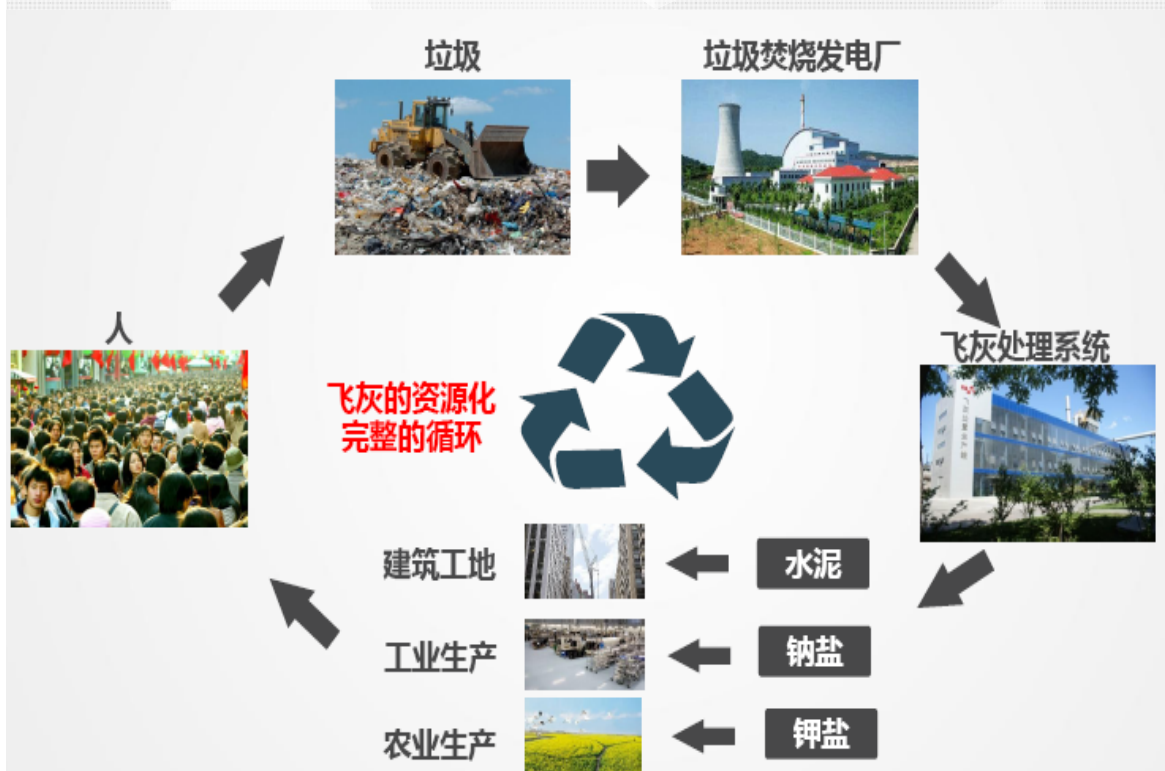 垃圾
垃圾焚烧发电厂
人
飞灰处理系统
飞灰的资源化
完整的循环
建筑工地
水泥
工业生产
钠盐
农业生产
钾盐